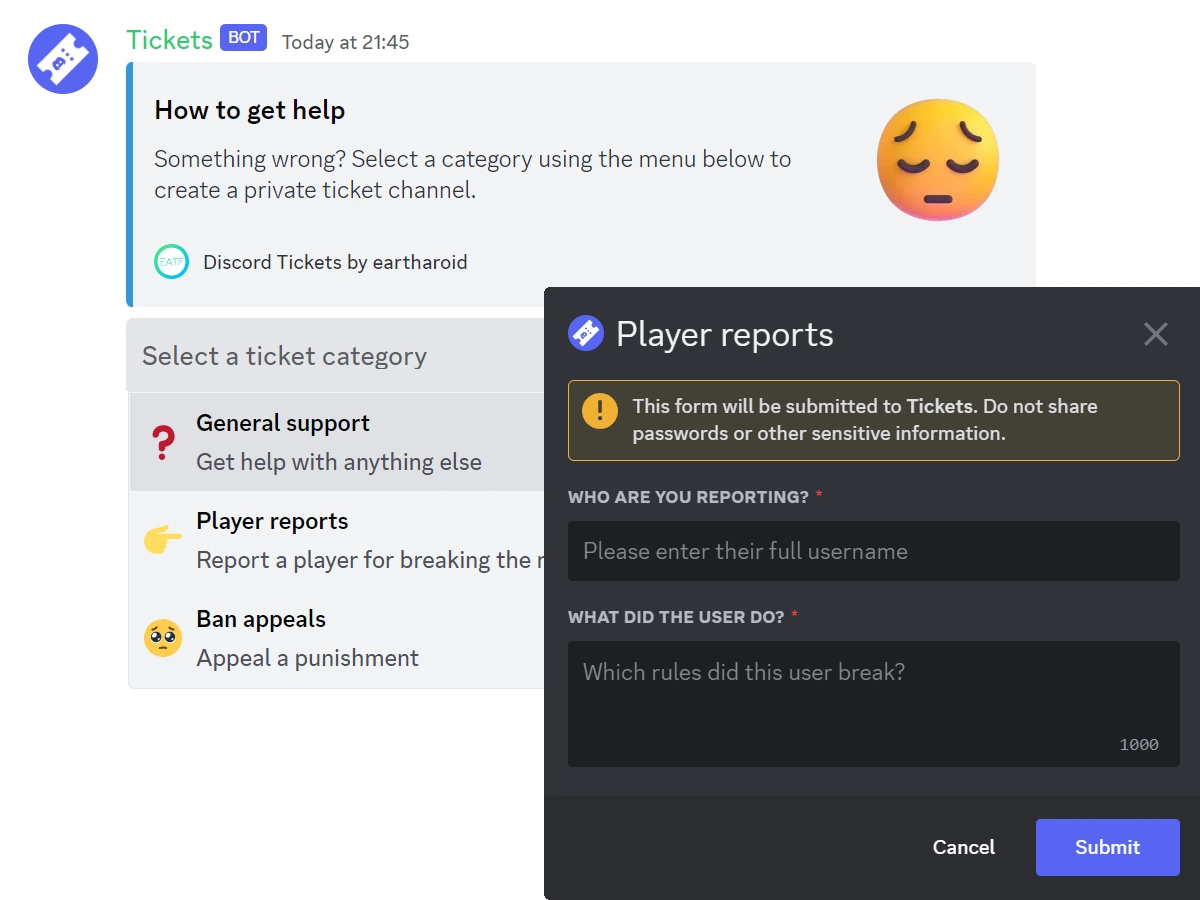 Tickets BOT Today at 21:45
How to get help
Something wrong? Select a category using the menu below to
create a private ticket channel.
EATF Discord Tickets by eartharoid
Select a ticket category
General support
Get help with anything else
Player reports
Report a player for breaking the r
Ban appeals
Appeal a punishment
Player reports
This form will be submitted to Tickets. Do not share
passwords or other sensitive information.
WHO ARE YOU REPORTING? *
Please enter their full username
WHAT DID THE USER DO? *
Which rules did this user break?
1000
Cancel Submit